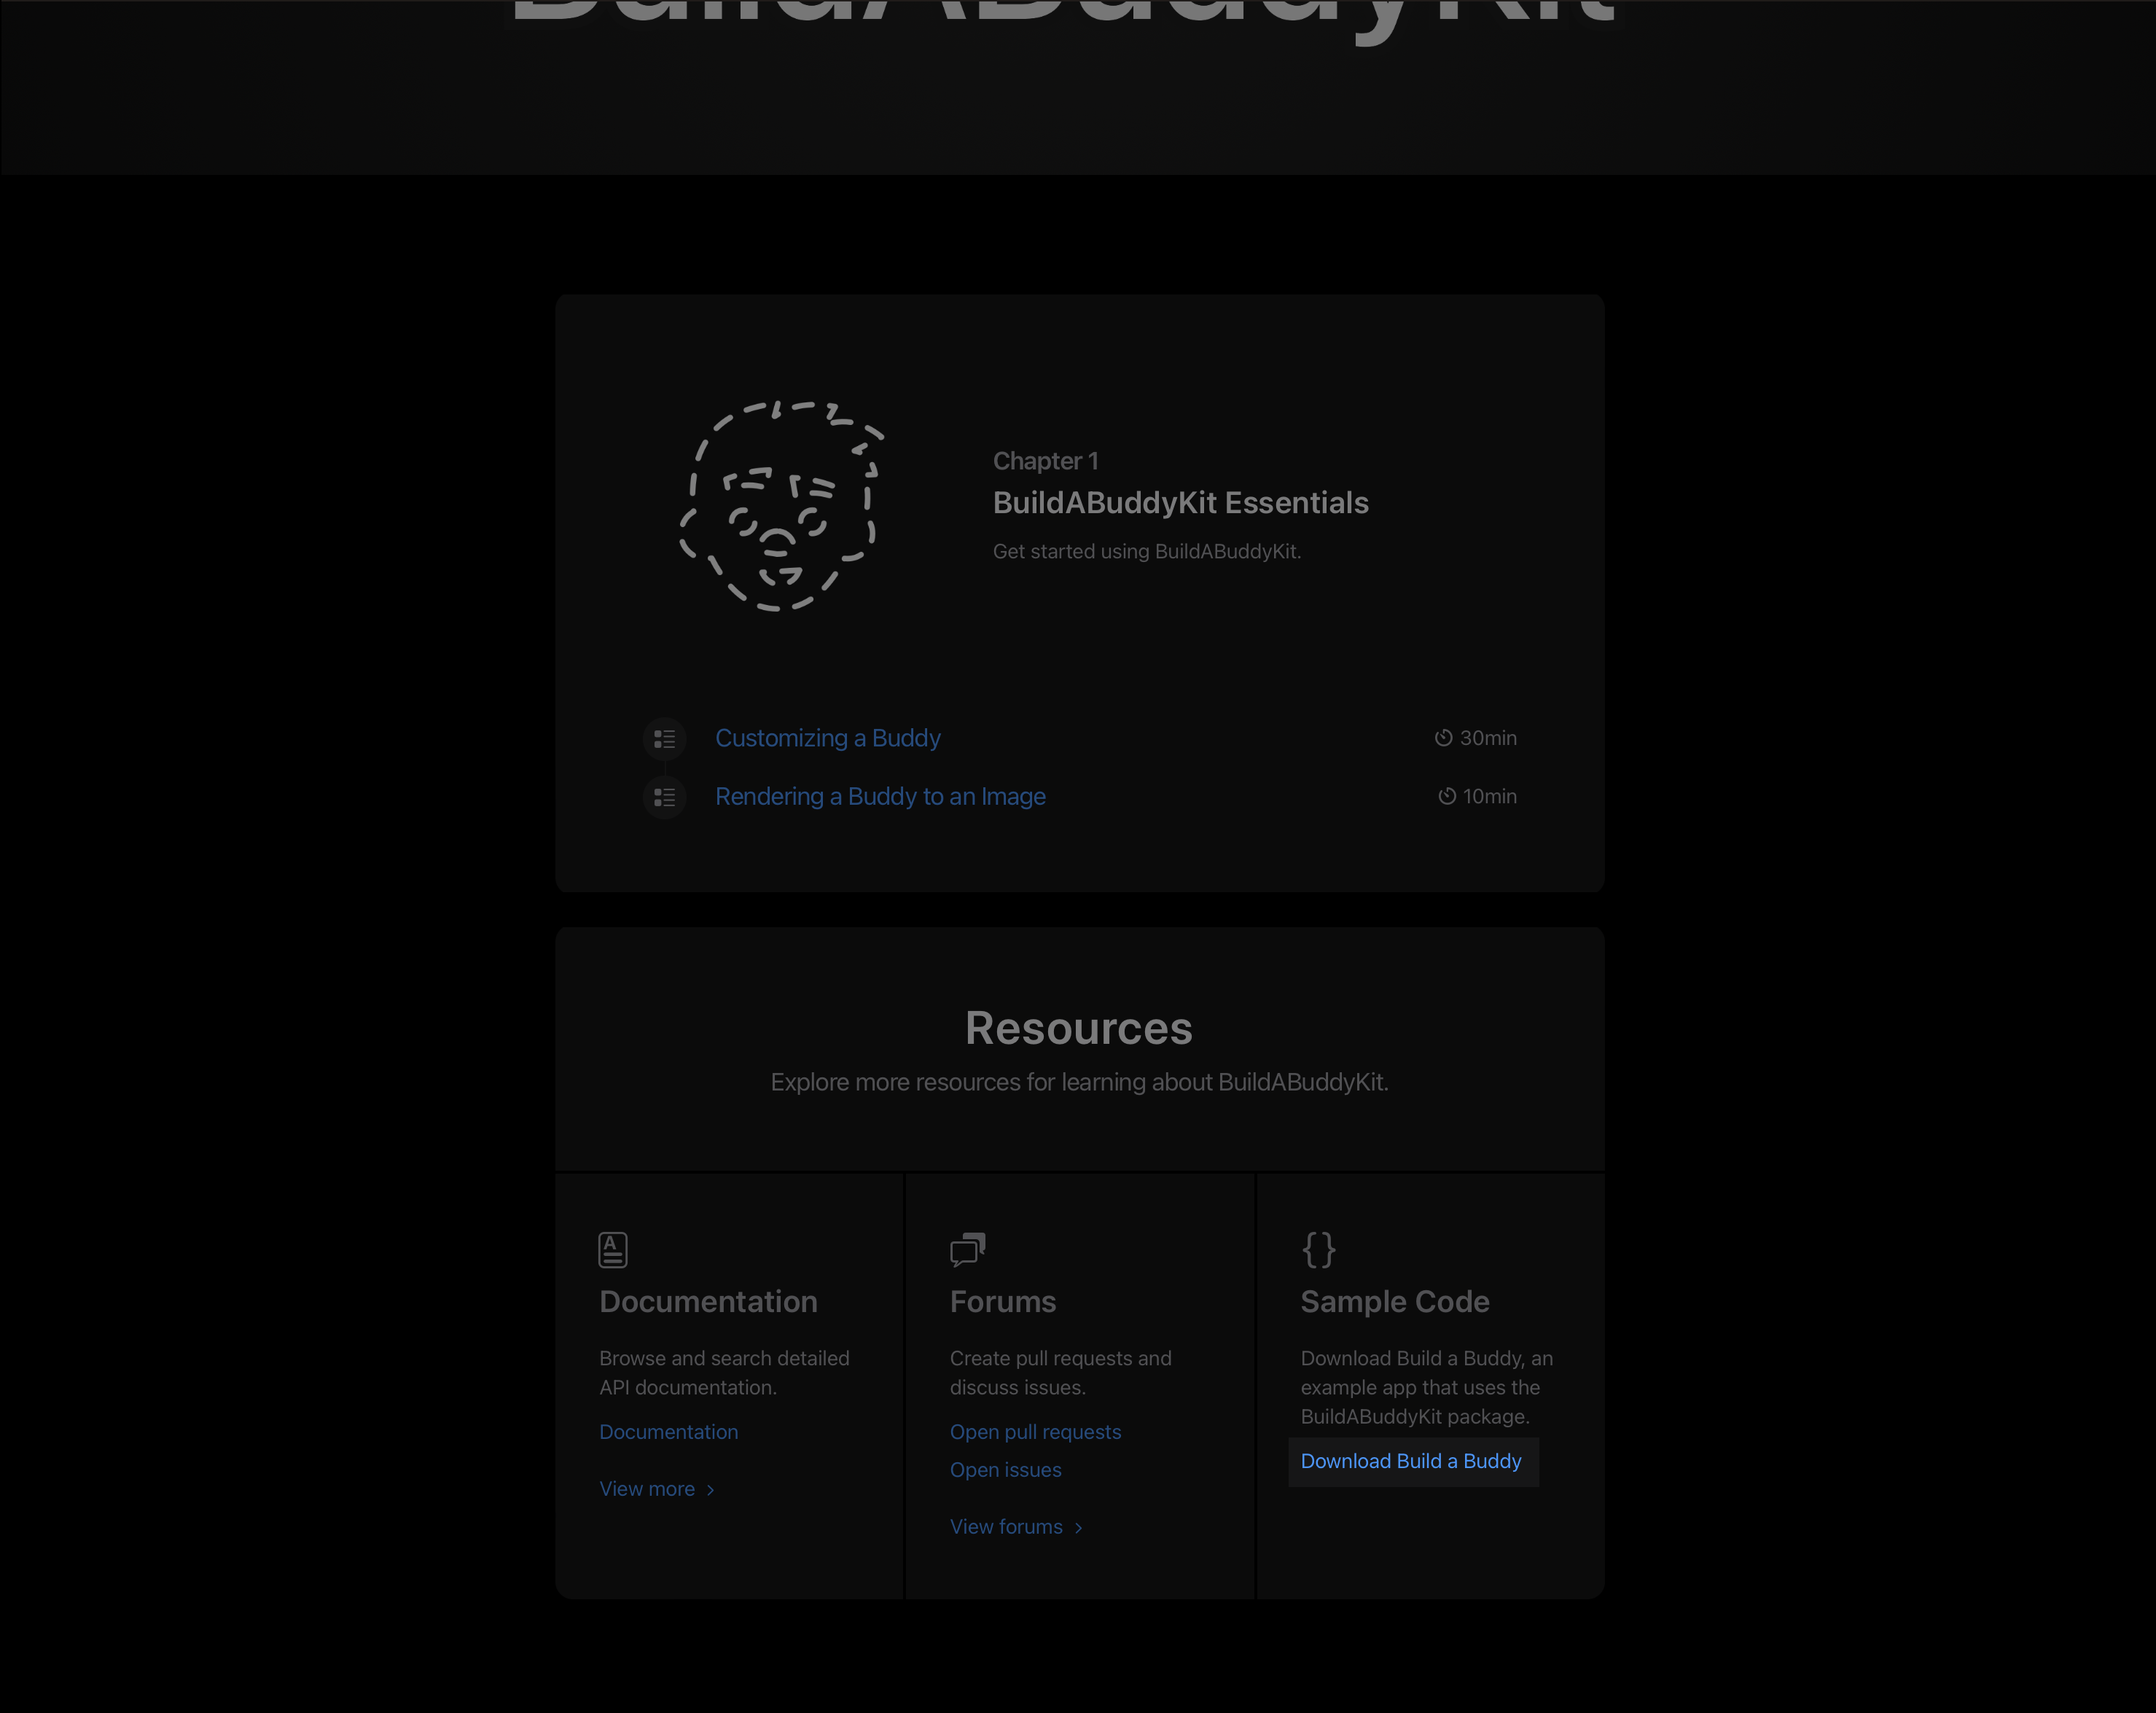 BuildABuddyKit
Chapter 1
BuildABuddyKit Essentials
Get started using BuildABuddyKit.
Customizing a Buddy
30min
Rendering a Buddy to an Image
10min
Resources
Explore more resources for learning about BuildABuddyKit.
A
Documentation
Browse and search detailed
API documentation.
Documentation
View more >
Forums
Create pull requests and
discuss issues.
Open pull requests
Open issues
View forums >
{}
Sample Code
Download Build a Buddy, an
example app that uses the
BuildABuddyKit package.
Download Build a Buddy